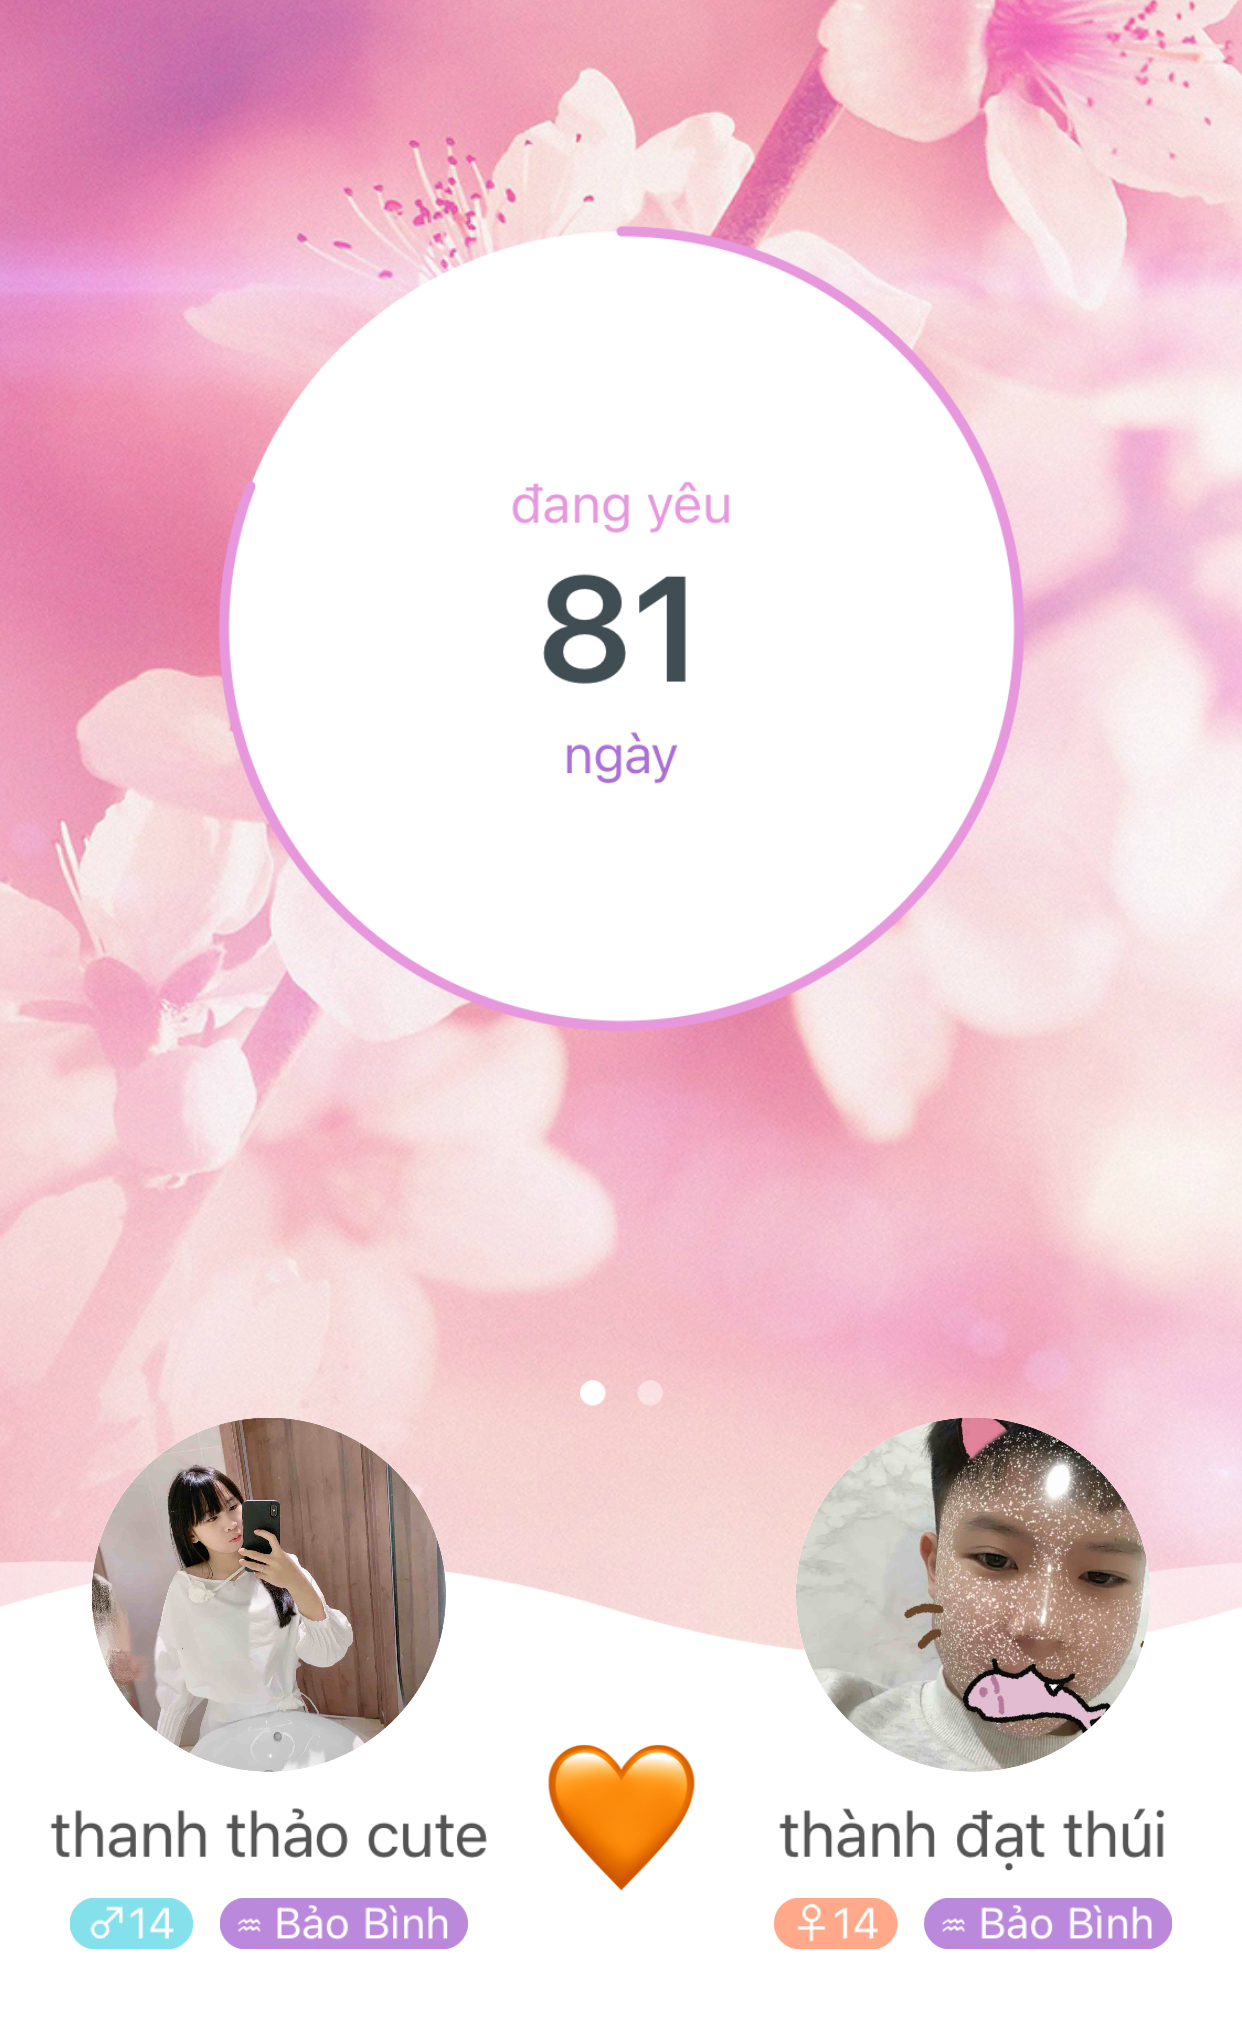 đang yêu
81
ngày
thanh thảo cute
thành đạt thúi
♂14 ♒ Bảo Bình
♀14 ♒ Bảo Bình